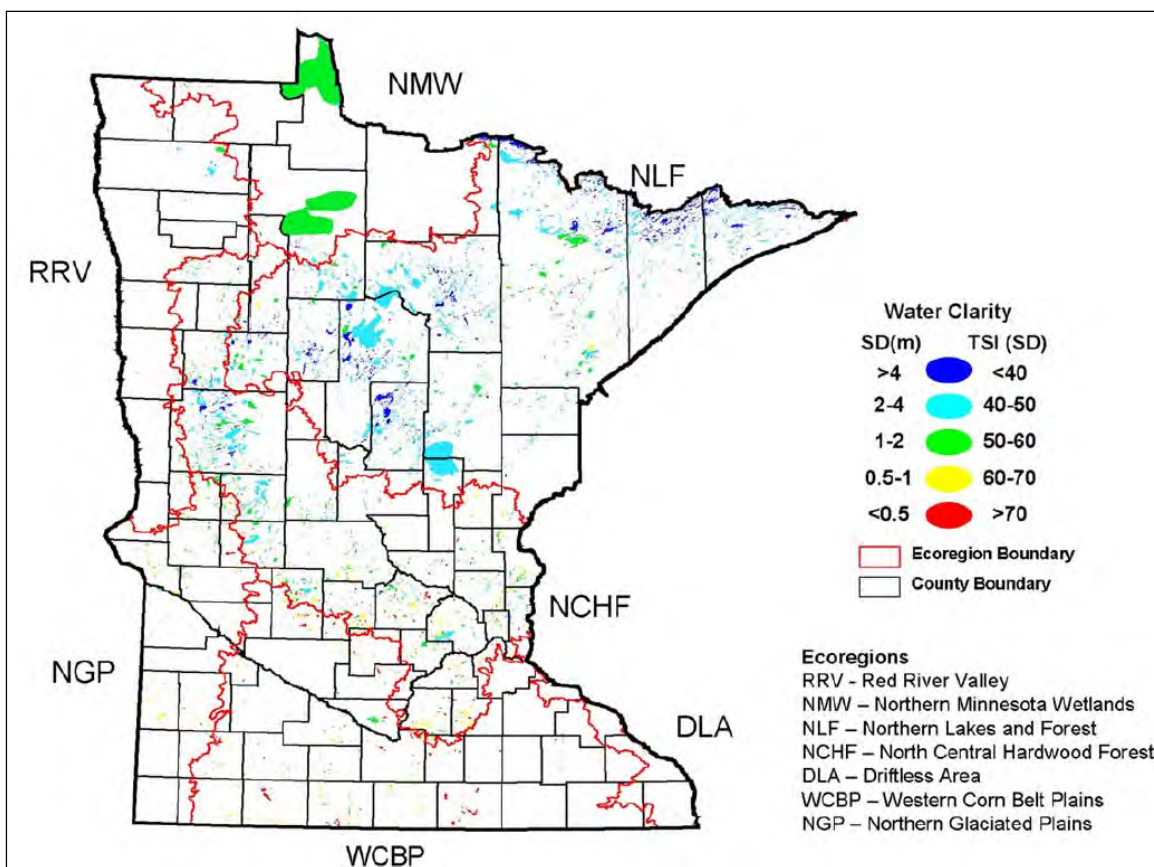 NMW
NLF
RRV
Water Clarity
SD(m) TSI (SD)
>4 <40
2-4 40-50
1-2 50-60
0.5-1 60-70
<0.5 >70
Ecoregion Boundary
County Boundary
NCHF
NGP
DLA
WCBP
Ecoregions
RRV - Red River Valley
NMW – Northern Minnesota Wetlands
NLF – Northern Lakes and Forest
NCHF – North Central Hardwood Forest
DLA – Driftless Area
WCBP – Western Corn Belt Plains
NGP – Northern Glaciated Plains